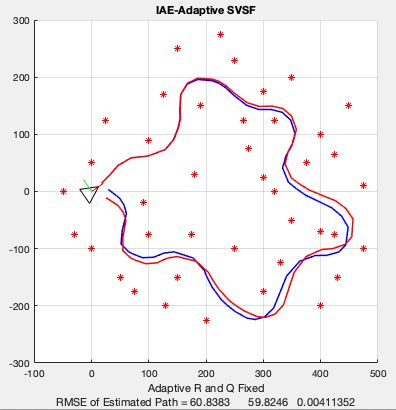 IAE-Adaptive SVSF
300
200
100
0
-100
-200
-300
-100 0 100 200 300 400 500
Adaptive R and Q Fixed
RMSE of Estimated Path = 60.8383 59.8246 0.00411352